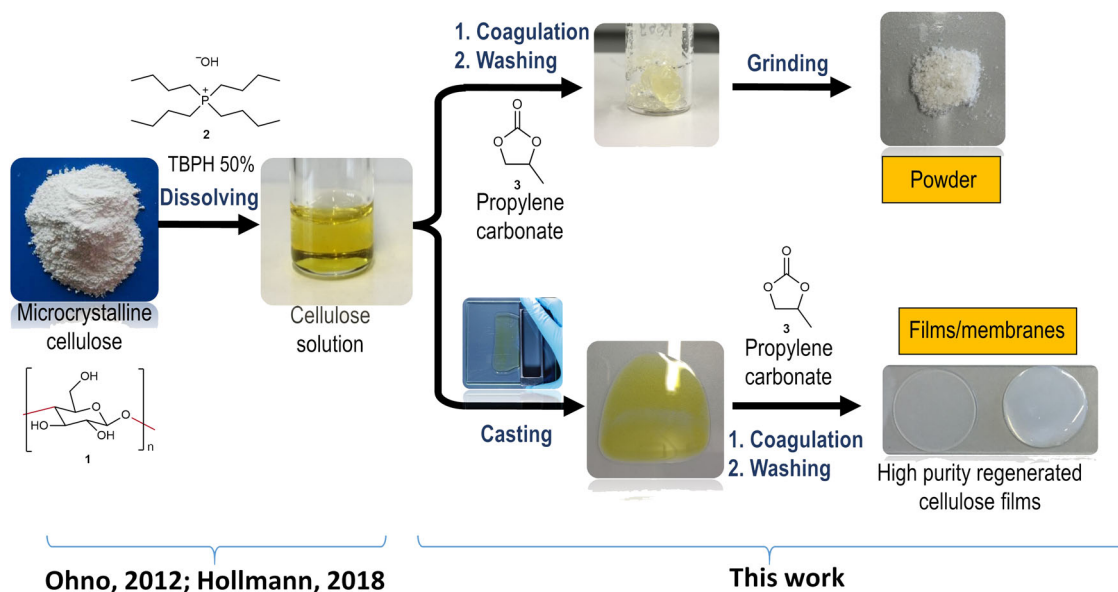 ⁻OH
P⁺
2
TBPH 50%
Dissolving
Microcrystalline
cellulose
OH
O
HO
OH
O
n
1
Cellulose
solution
1. Coagulation
2. Washing
O
O
O
3
Propylene
carbonate
Grinding
Powder
Casting
O
O
O
3
Propylene
carbonate
1. Coagulation
2. Washing
Films/membranes
High purity regenerated
cellulose films
Ohno, 2012; Hollmann, 2018
This work